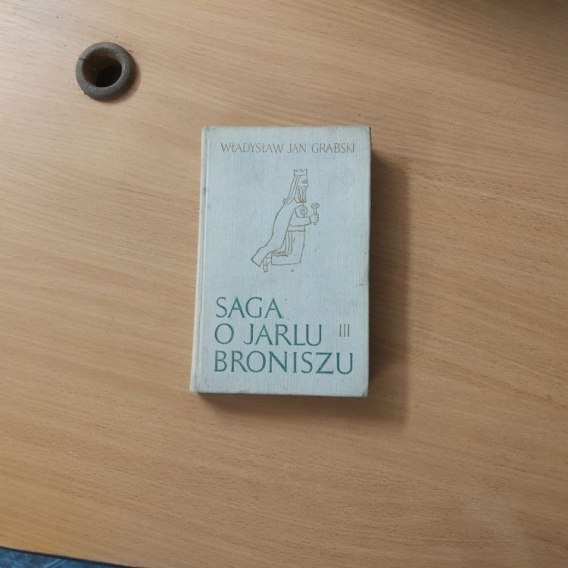 WŁADYSŁAW JAN GRABSKI
SAGA
O JARLU III
BRONISZU